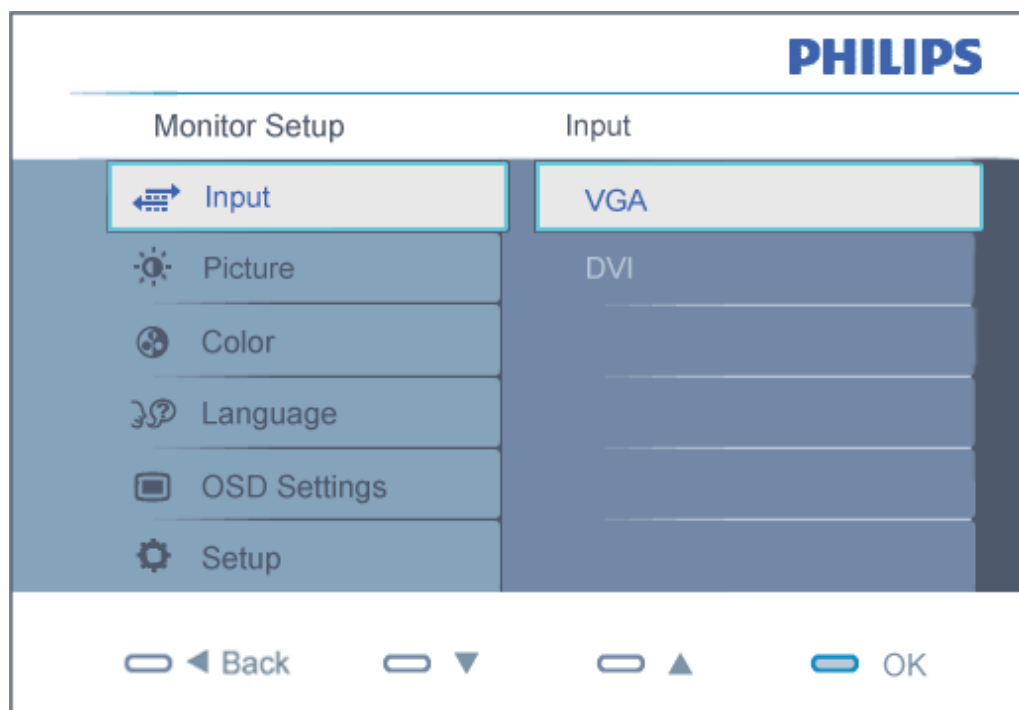 PHILIPS
Monitor Setup
Input
Input
VGA
Picture
DVI
Color
Language
OSD Settings
Setup
Back
OK